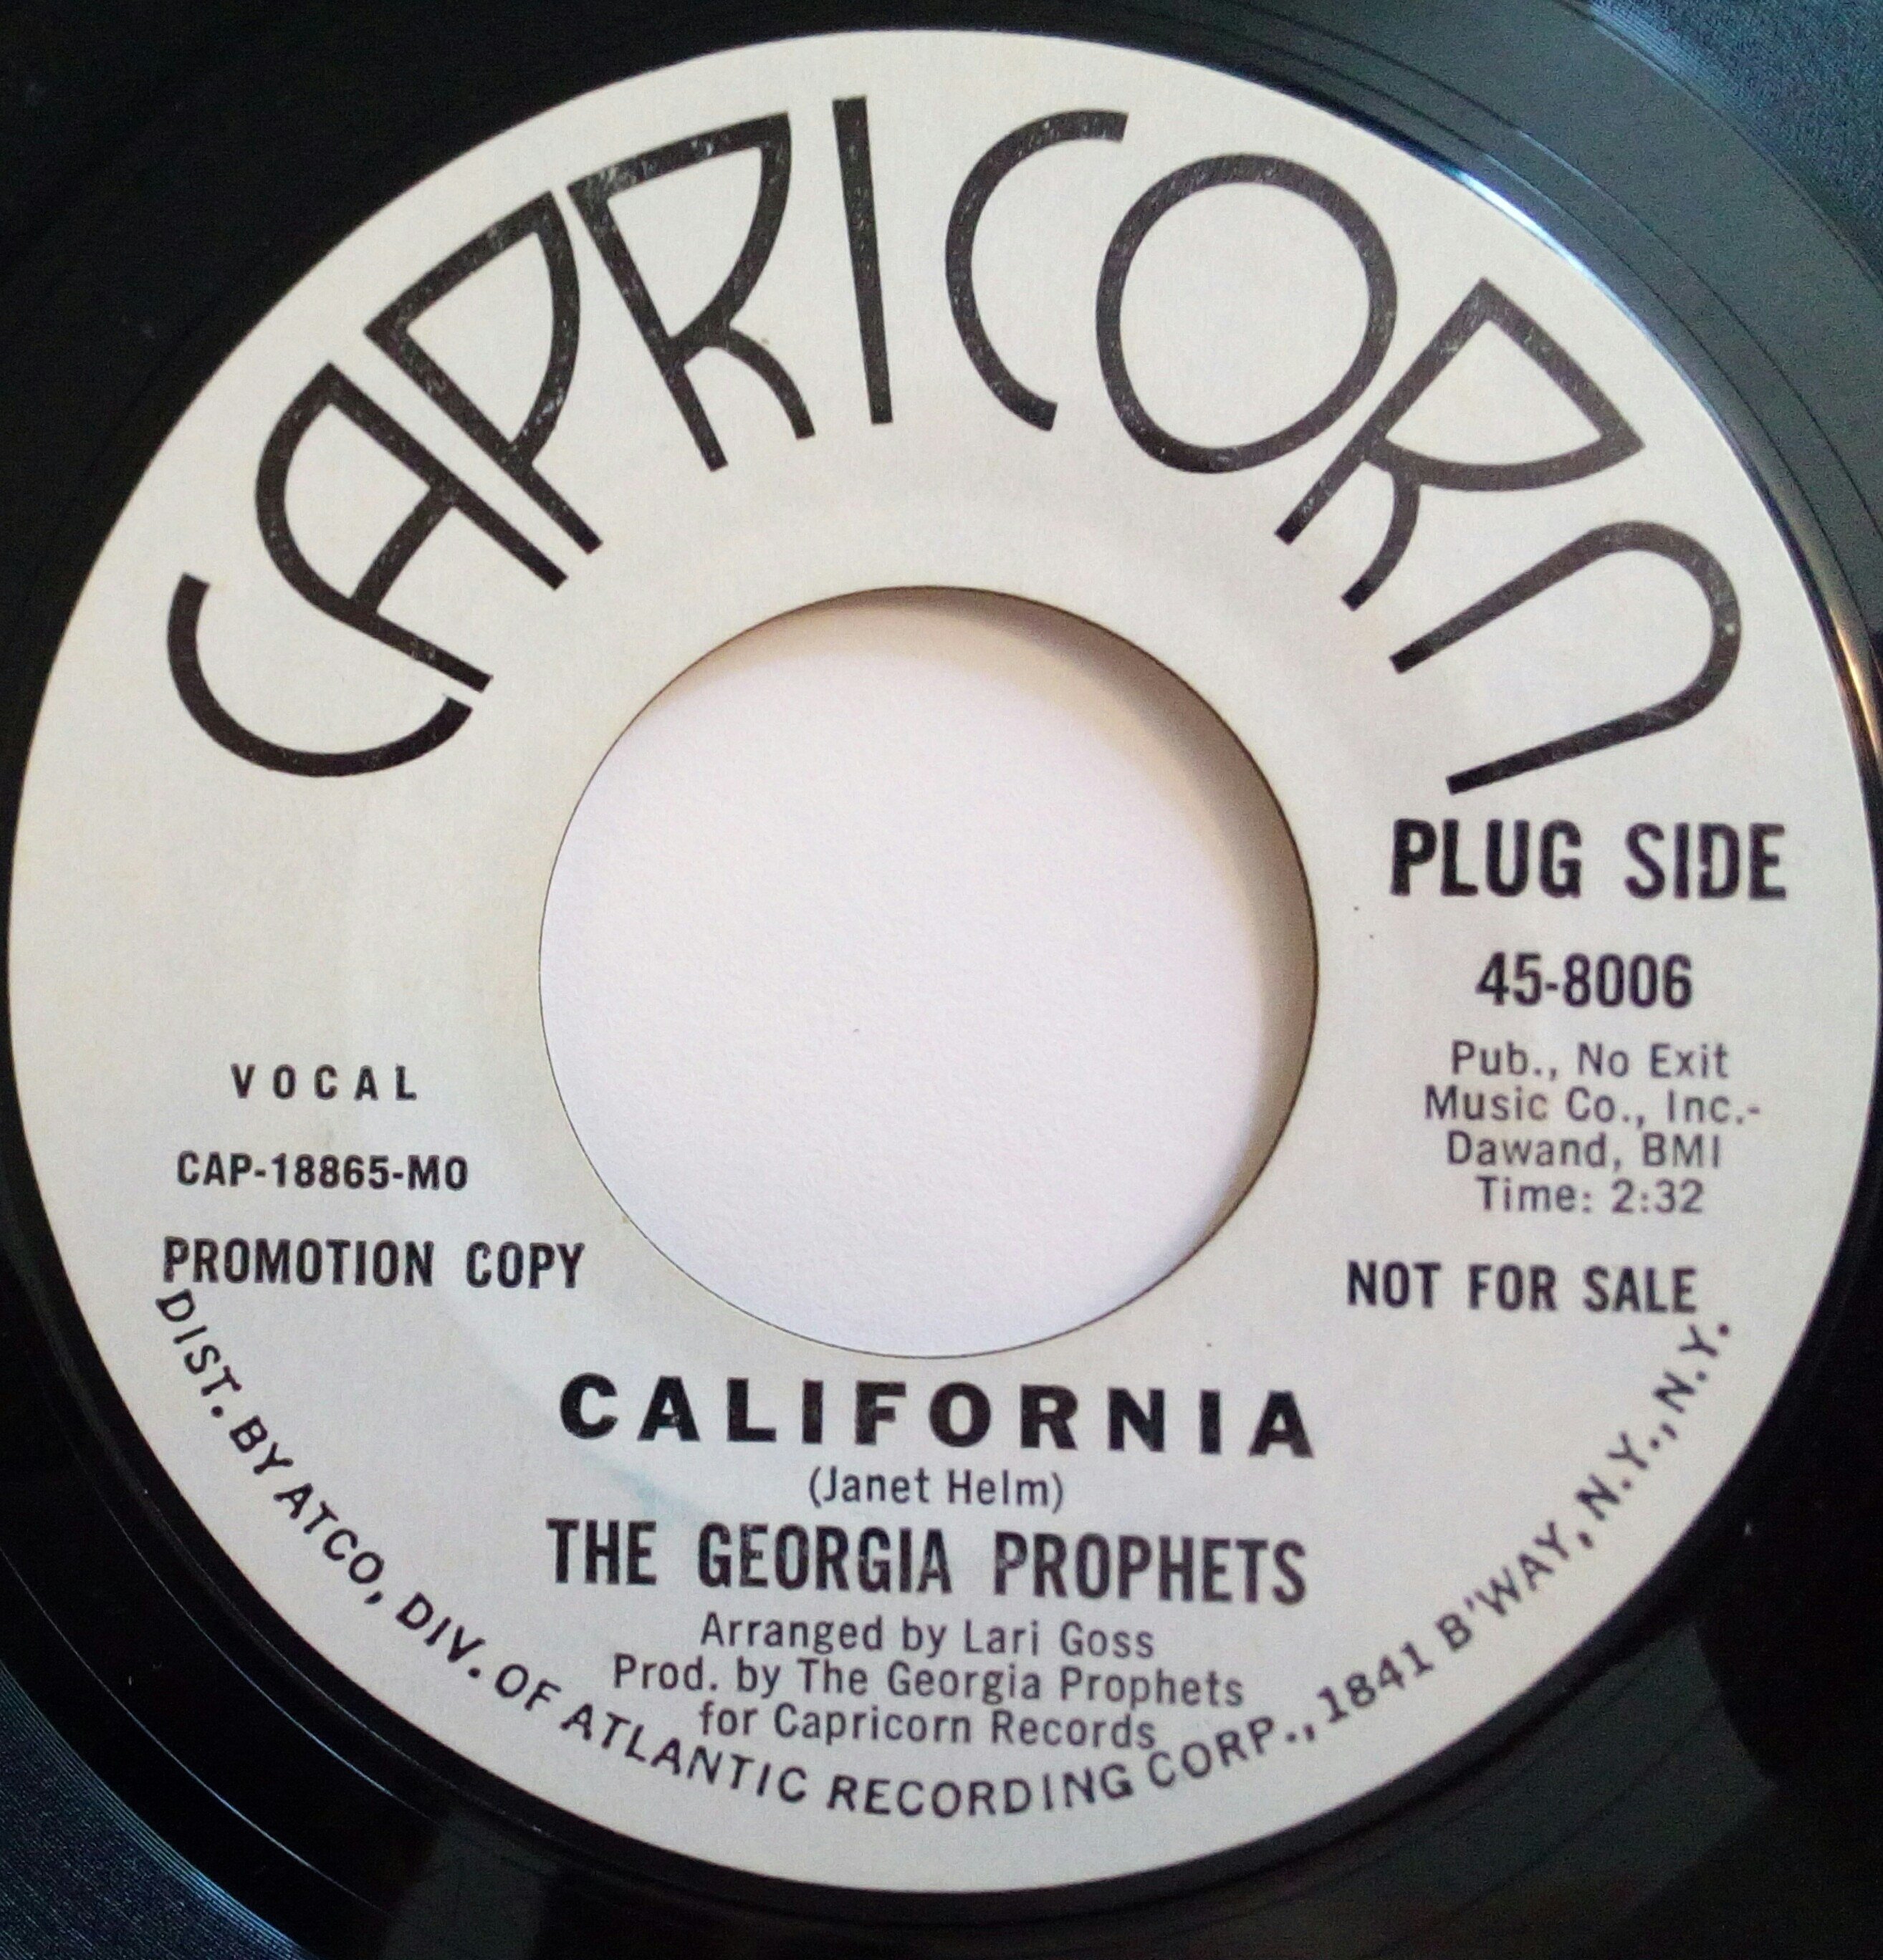 CAPRICORN
PLUG SIDE
45-8006
Pub., No Exit
Music Co., Inc.-
Dawand, BMI
Time: 2:32
NOT FOR SALE
VOCAL
CAP-18865-MO
PROMOTION COPY
CALIFORNIA
(Janet Helm)
THE GEORGIA PROPHETS
Arranged by Lari Goss
Prod. by The Georgia Prophets
for Capricorn Records
DIST. BY ATCO, DIV. OF ATLANTIC RECORDING CORP., 1841 B'WAY, N.Y., N.Y.